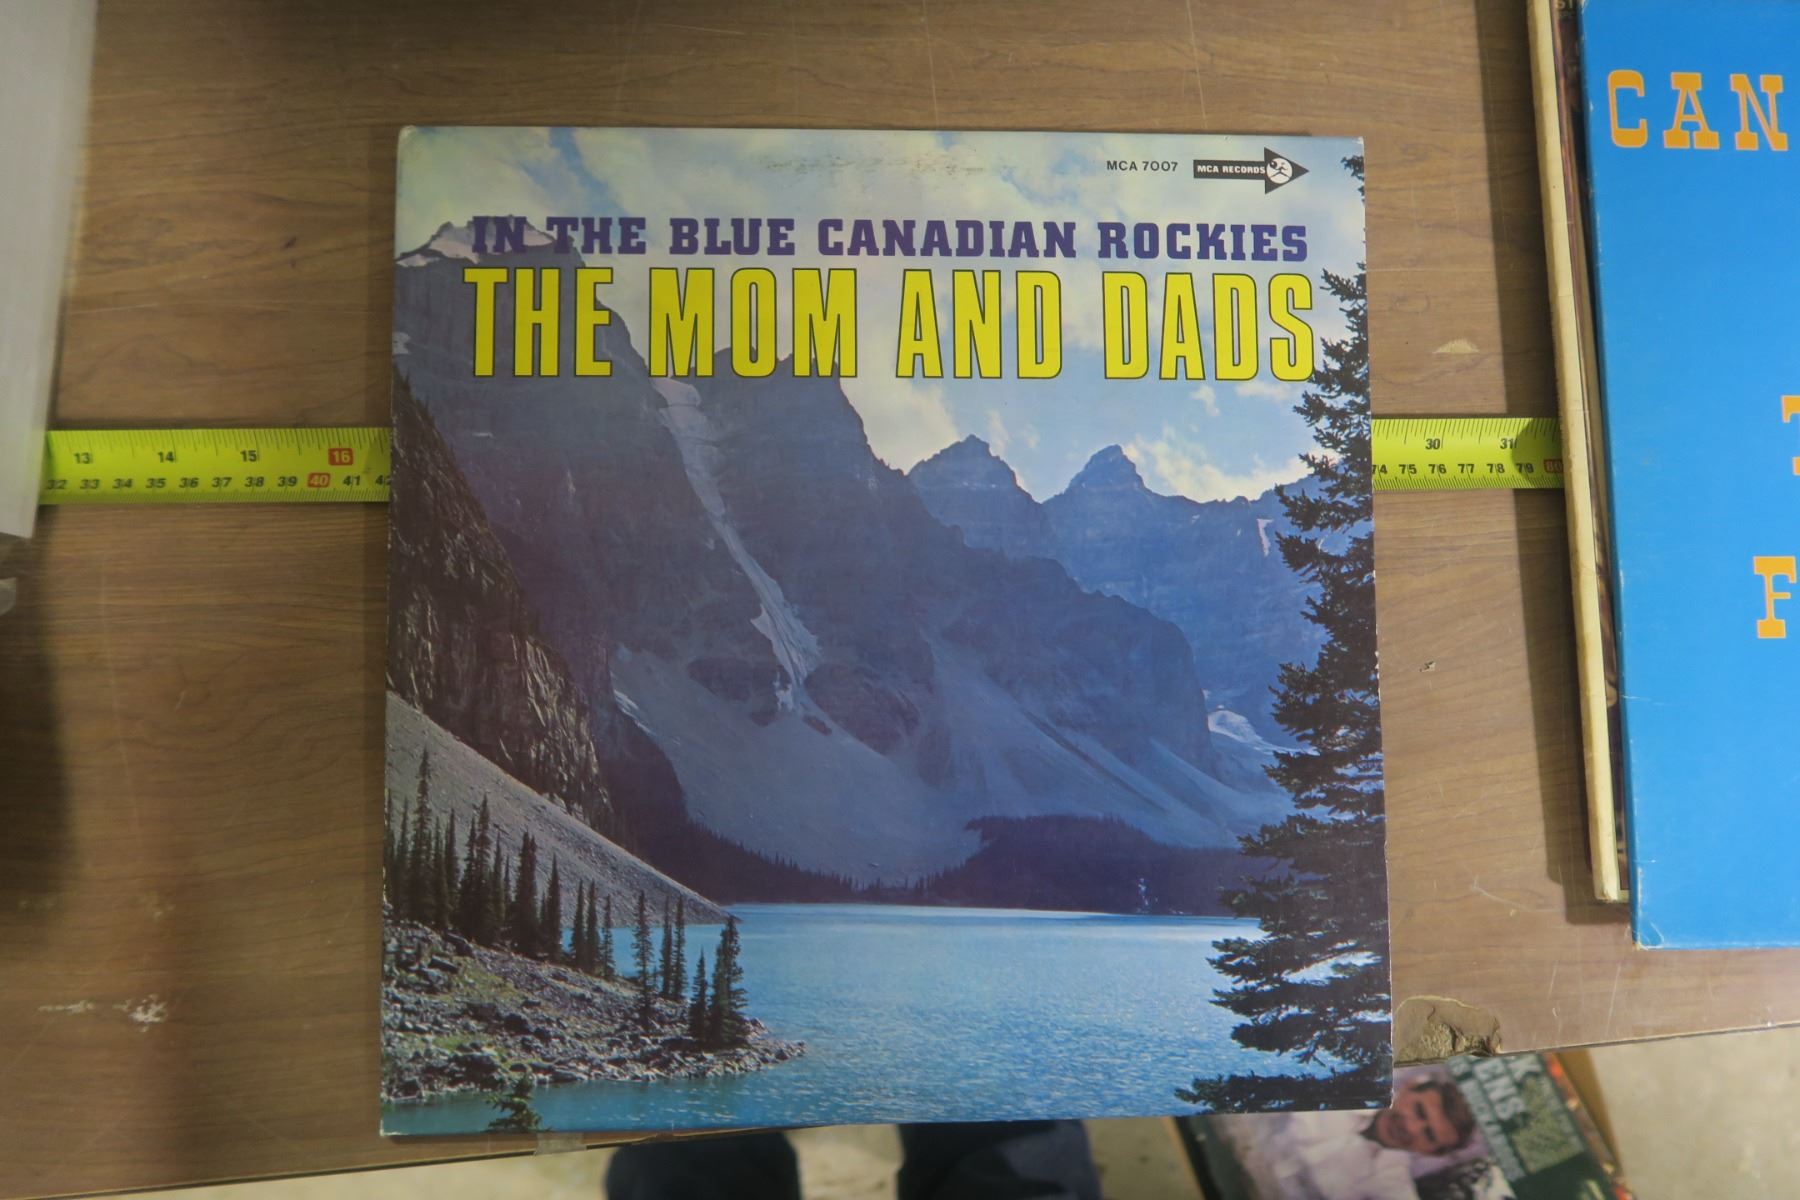 MCA 7007 MCA RECORDS
IN THE BLUE CANADIAN ROCKIES
THE MOM AND DADS
13 14 15 16
32 33 34 35 36 37 38 39 40 41 42
30 31
74 75 76 77 78 79 80
CAN
F